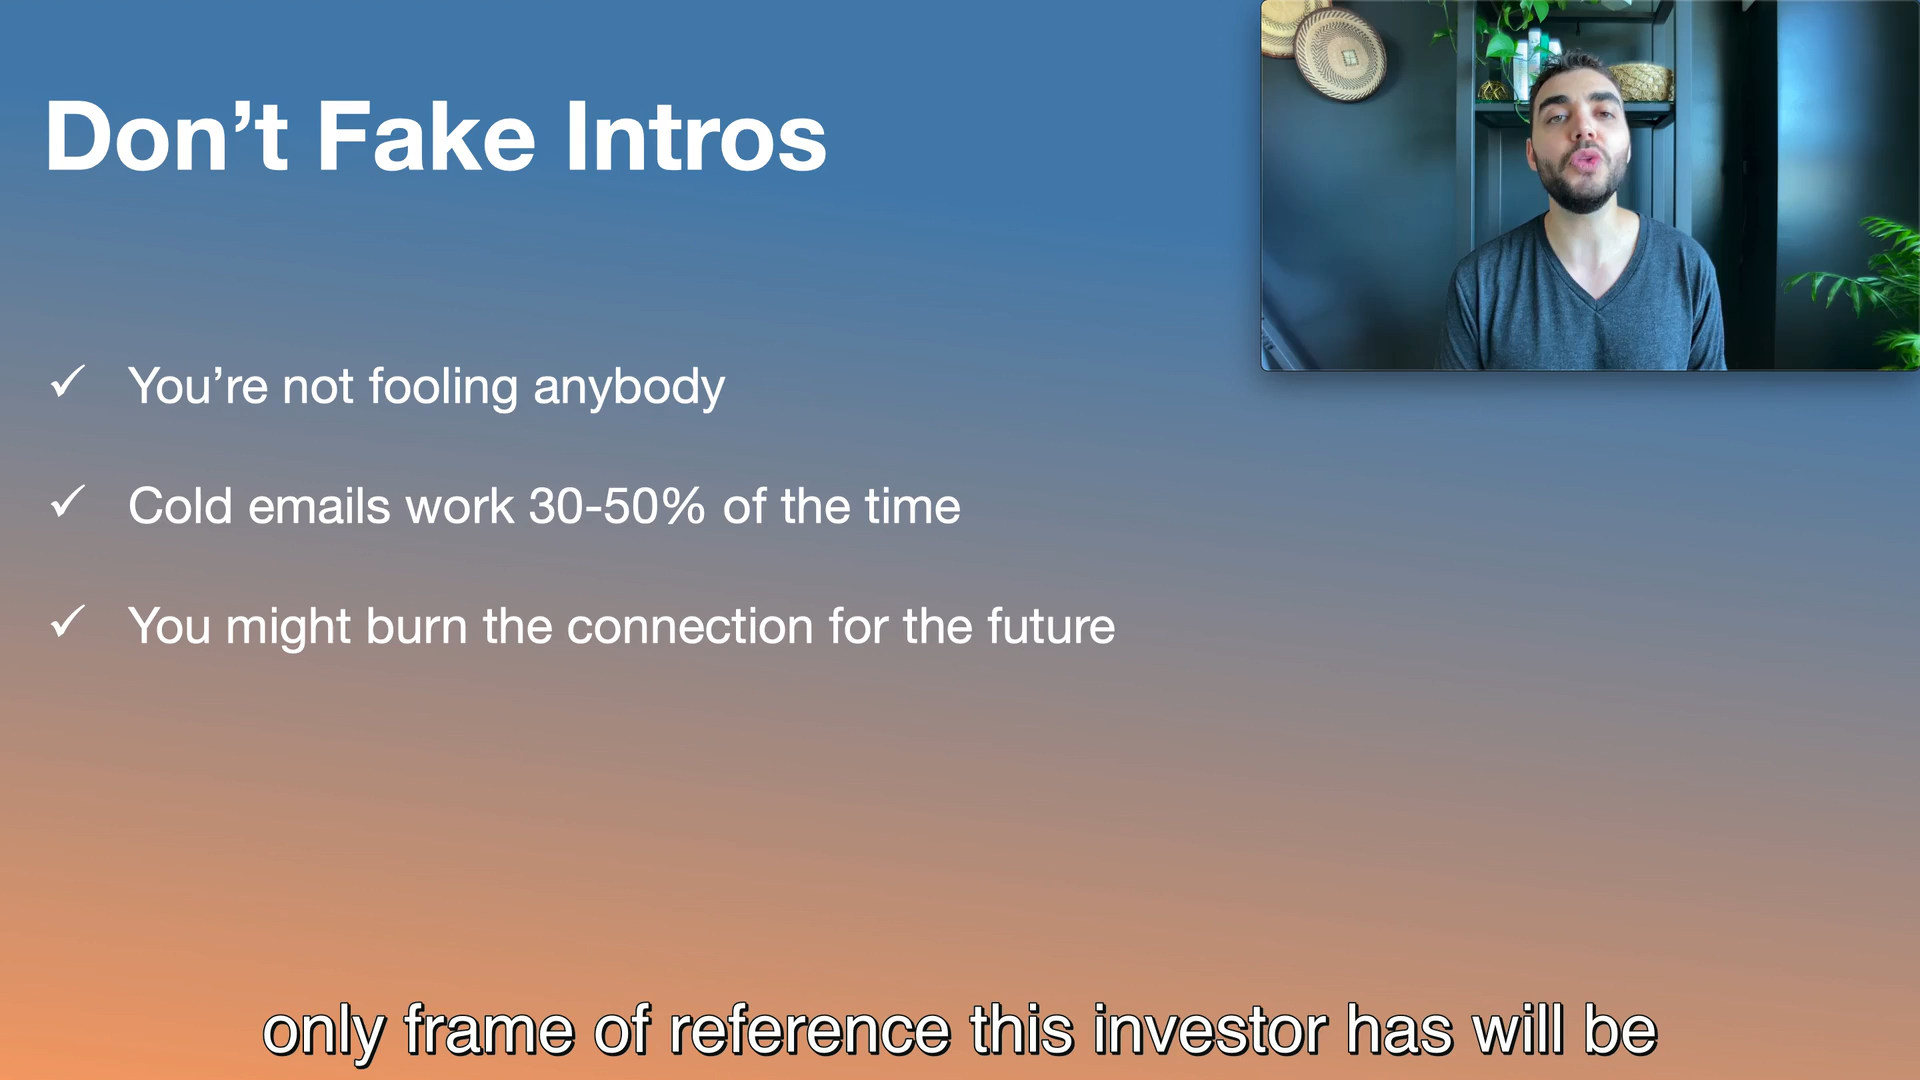 Don’t Fake Intros
✓ You’re not fooling anybody
✓ Cold emails work 30-50% of the time
✓ You might burn the connection for the future
only frame of reference this investor has will be